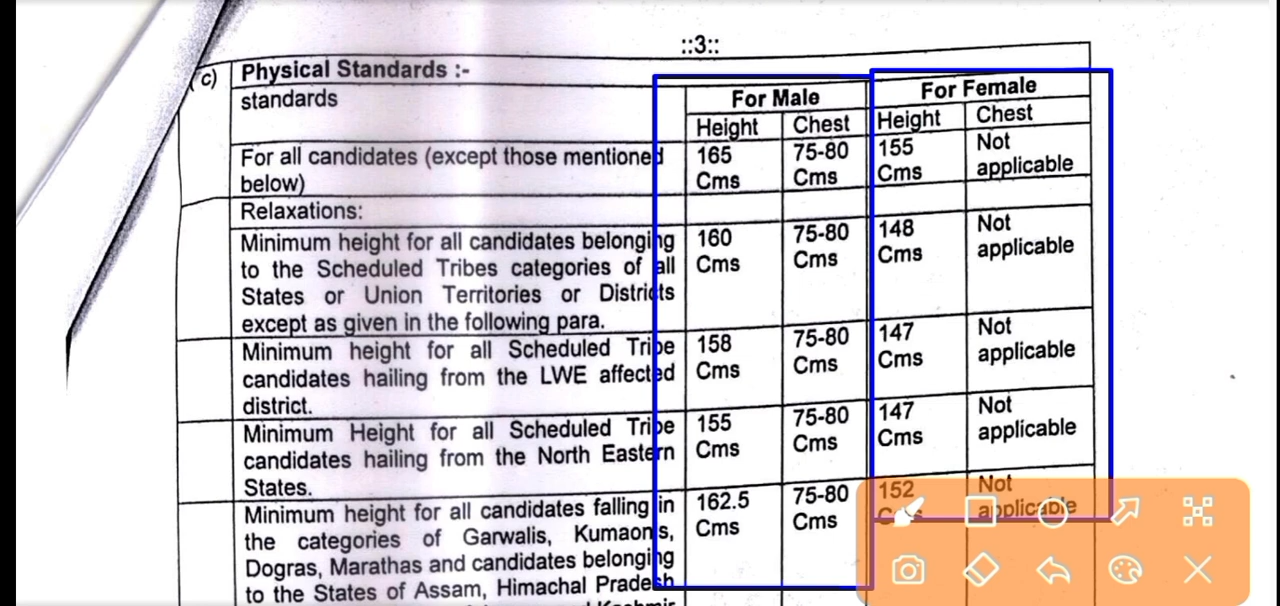 ::3::
(c) Physical Standards :-
standards
For Male
For Female
Height Chest Height Chest
For all candidates (except those mentioned
below)
165
Cms
75-80
Cms
155
Cms
Not
applicable
Relaxations:
Minimum height for all candidates belonging
to the Scheduled Tribes categories of all
States or Union Territories or Districts
except as given in the following para.
160
Cms
75-80
Cms
148
Cms
Not
applicable
Minimum height for all Scheduled Tribe
candidates hailing from the LWE affected
district.
158
Cms
75-80
Cms
147
Cms
Not
applicable
Minimum Height for all Scheduled Tribe
candidates hailing from the North Eastern
States.
155
Cms
75-80
Cms
147
Cms
Not
applicable
Minimum height for all candidates falling in
the categories of Garwalis, Kumaonis,
Dogras, Marathas and candidates belonging
to the States of Assam, Himachal Pradesh
162.5
Cms
75-80
Cms
152
Not
applicable